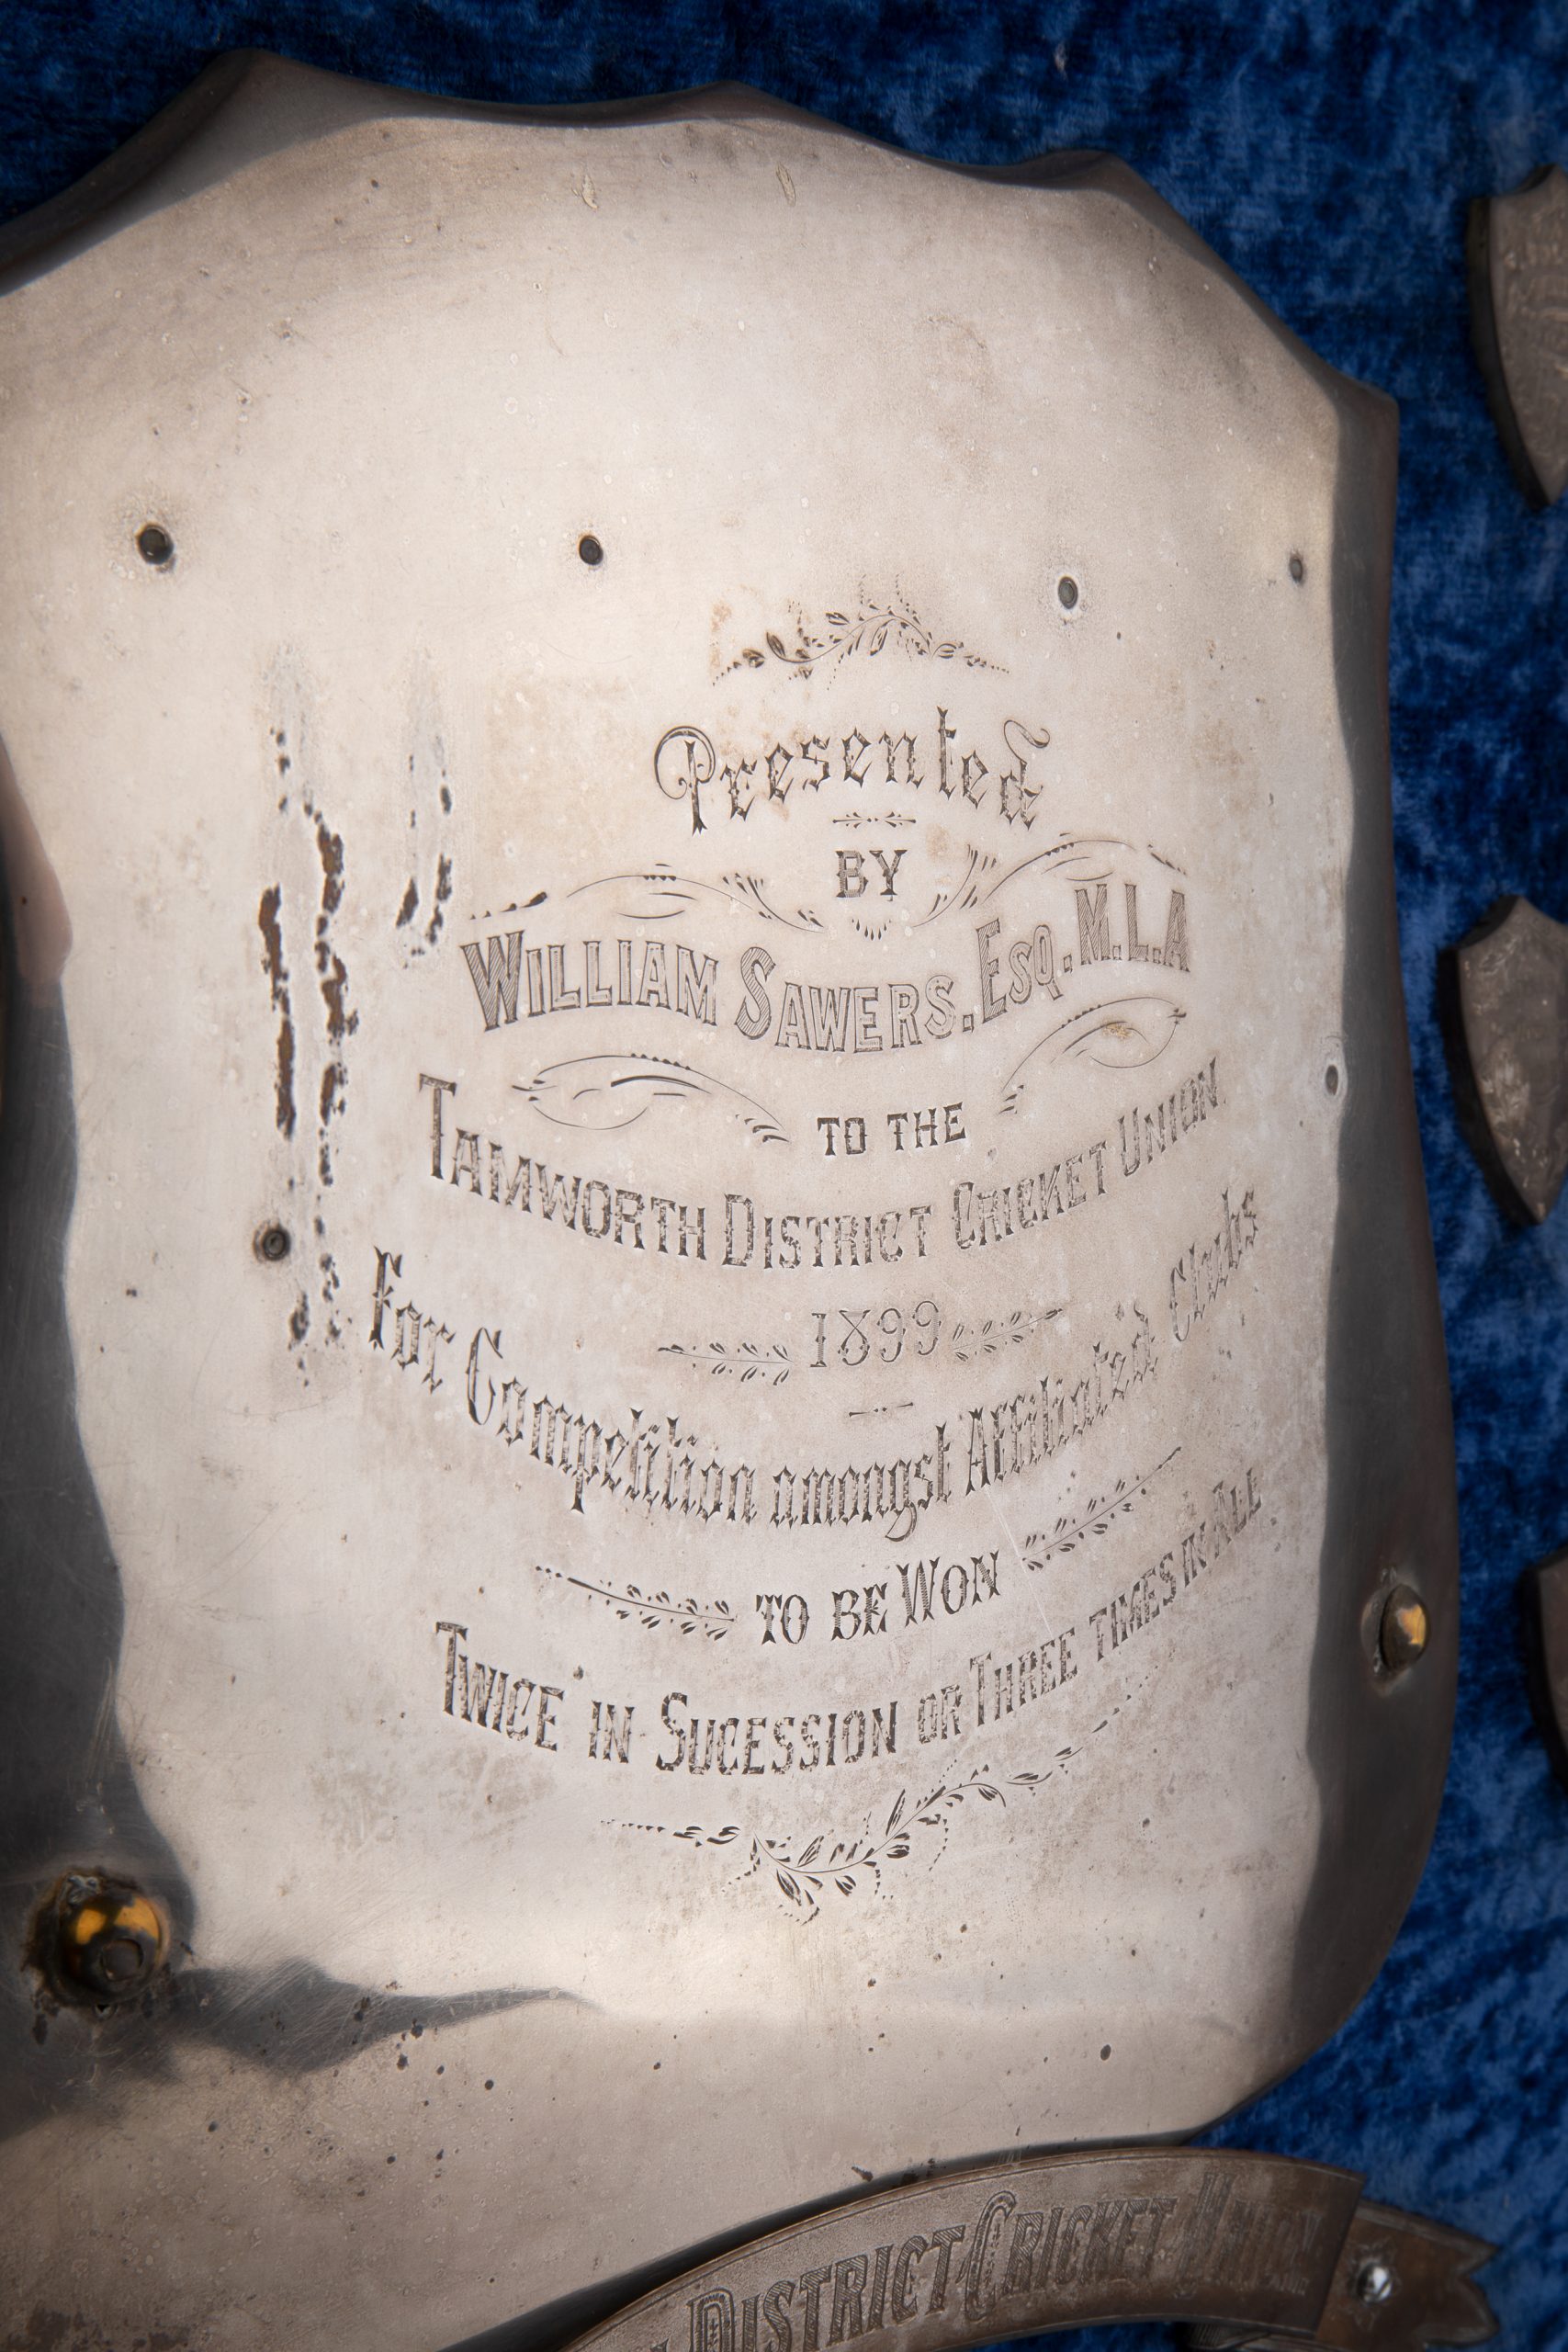 Presented
BY
WILLIAM SAWERS. ESQ. M.L.A
TO THE
TAMWORTH DISTRICT CRICKET UNION
1899
For Competition amongst Affiliated Clubs
TO BE WON
TWICE IN SUCESSION OR THREE TIMES IN ALL
DISTRICT CRICKET UNION